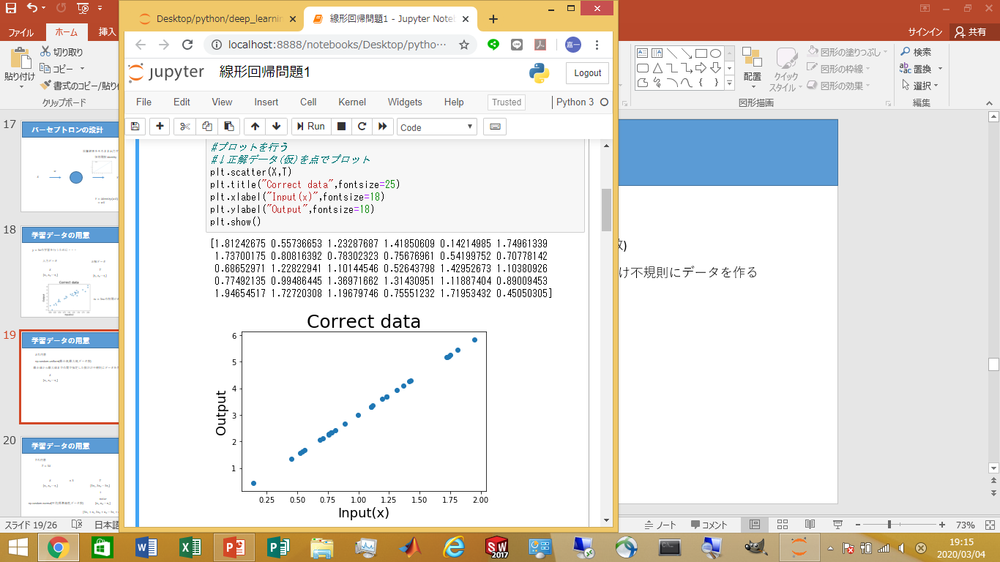 ファイル
ホーム
挿入
サインイン
共有
貼り付け
切り取り
コピー
書式のコピー/貼り付
クリップボード
配置
クイック
スタイル
図形の塗りつぶし
図形の枠線
図形の効果
図形描画
検索
置換
選択
編集
Desktop/python/deep_learnin
線形回帰問題1 - Jupyter Noteb
localhost:8888/notebooks/Desktop/pytho…
嘉一
jupyter
線形回帰問題1
Logout
File
Edit
View
Insert
Cell
Kernel
Widgets
Help
Trusted
Python 3
Run
Code
#プロットを行う
#↓正解データ(仮)を点でプロット
plt.scatter(X,T)
plt.title("Correct data",fontsize=25)
plt.xlabel("Input(x)",fontsize=18)
plt.ylabel("Output",fontsize=18)
plt.show()
[1.81242675 0.55736653 1.23287687 1.41850609 0.14214985 1.74961339
1.73700175 0.80816392 0.78302323 0.75676981 0.54199752 0.70778142
0.68652971 1.22822941 1.10144546 0.52643798 1.42952673 1.10380926
0.77492135 0.99486445 1.36971662 1.31430951 1.11887404 0.89009453
1.94654517 1.72720308 1.19679746 0.75551232 1.71953432 0.45050305]
Correct data
6
5
4
3
2
1
Output
0.25
0.50
0.75
1.00
1.25
1.50
1.75
2.00
Input(x)
17
パーセプトロンの設計
18
学習データの用意
Correct data
19
学習データの用意
20
学習データの用意
数)
け不規則にデータを作る
スライド 19/26
日本語
ノート
コメント
73%
19:15
2020/03/04